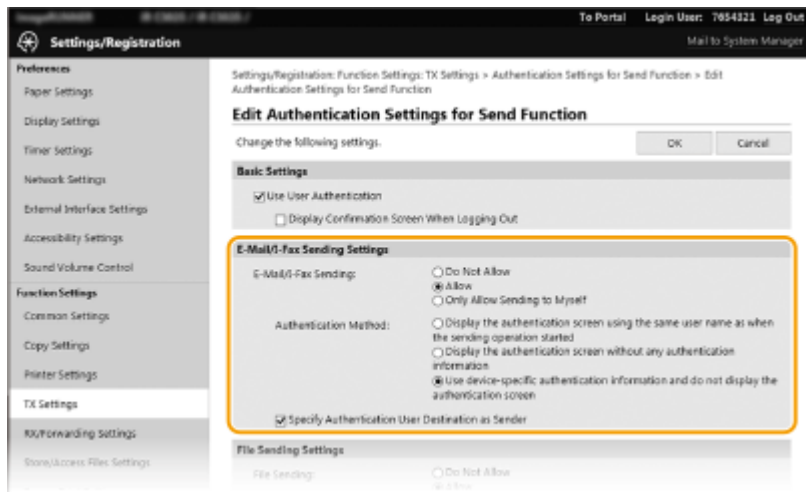 To Portal Login User: 7654321 Log Out
Settings/Registration
Mail to System Manager
Preferences
Paper Settings
Display Settings
Timer Settings
Network Settings
External Interface Settings
Accessibility Settings
Sound Volume Control
Function Settings
Common Settings
Copy Settings
Printer Settings
TX Settings
RX/Forwarding Settings
Store/Access Files Settings
Settings/Registration: Function Settings: TX Settings > Authentication Settings for Send Function > Edit
Authentication Settings for Send Function
Edit Authentication Settings for Send Function
Change the following settings.
OK
Cancel
Basic Settings
Use User Authentication
Display Confirmation Screen When Logging Out
E-Mail/I-Fax Sending Settings
E-Mail/I-Fax Sending:
Do Not Allow
Allow
Only Allow Sending to Myself
Authentication Method:
Display the authentication screen using the same user name as when
the sending operation started
Display the authentication screen without any authentication
information
Use device-specific authentication information and do not display the
authentication screen
Specify Authentication User Destination as Sender
File Sending Settings
File Sending:
Do Not Allow
Allow